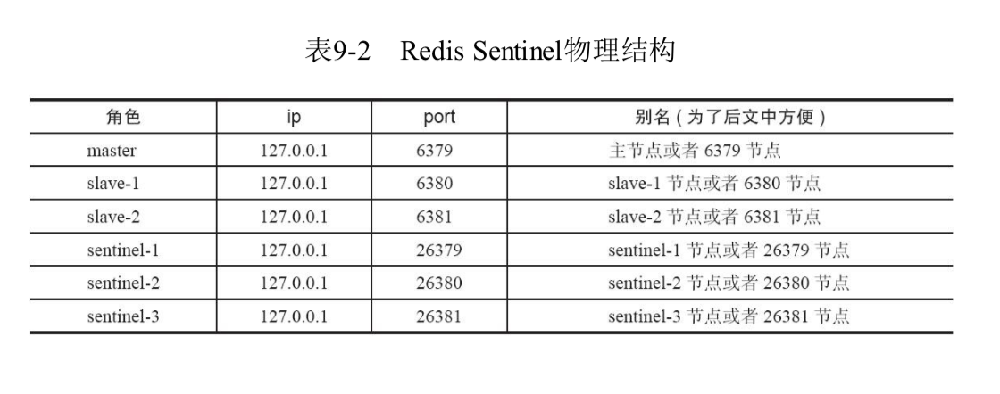 表9-2 Redis Sentinel物理结构
角色 ip port 别名（为了后文中方便）
master 127.0.0.1 6379 主节点或者 6379 节点
slave-1 127.0.0.1 6380 slave-1 节点或者 6380 节点
slave-2 127.0.0.1 6381 slave-2 节点或者 6381 节点
sentinel-1 127.0.0.1 26379 sentinel-1 节点或者 26379 节点
sentinel-2 127.0.0.1 26380 sentinel-2 节点或者 26380 节点
sentinel-3 127.0.0.1 26381 sentinel-3 节点或者 26381 节点